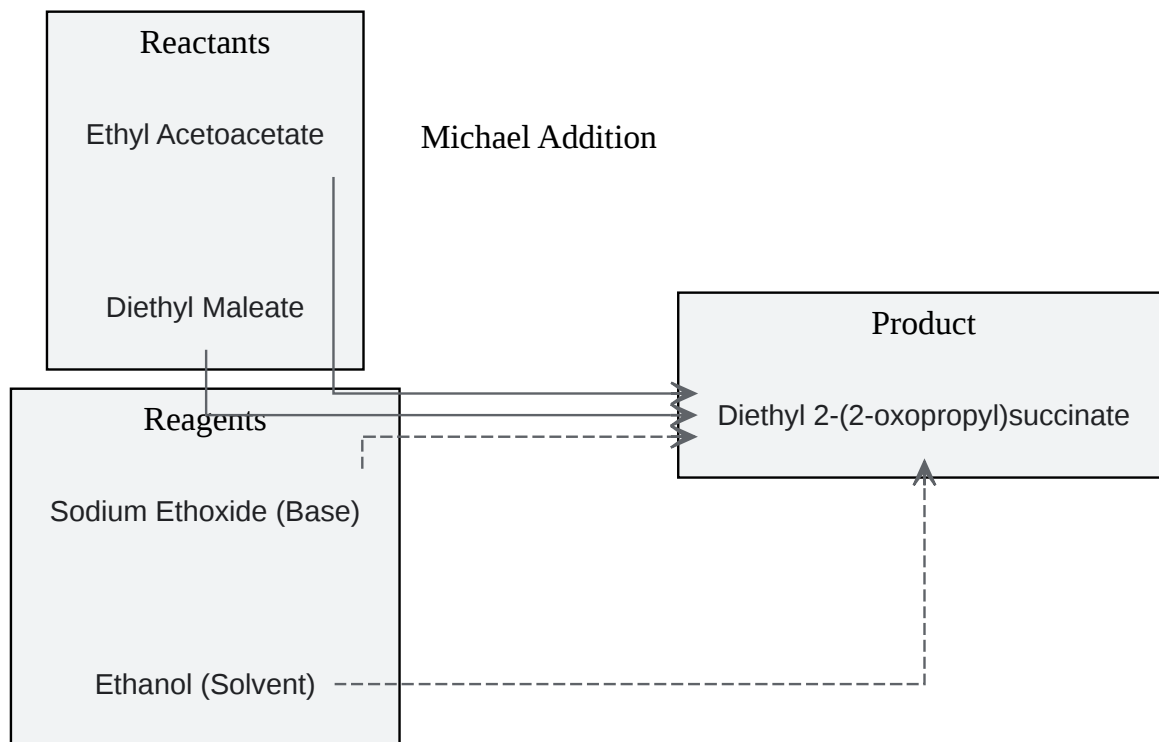 Reactants
Ethyl Acetoacetate
Michael Addition
Diethyl Maleate
Product
Diethyl 2-(2-oxopropyl)succinate
Reagents
Sodium Ethoxide (Base)
Ethanol (Solvent)